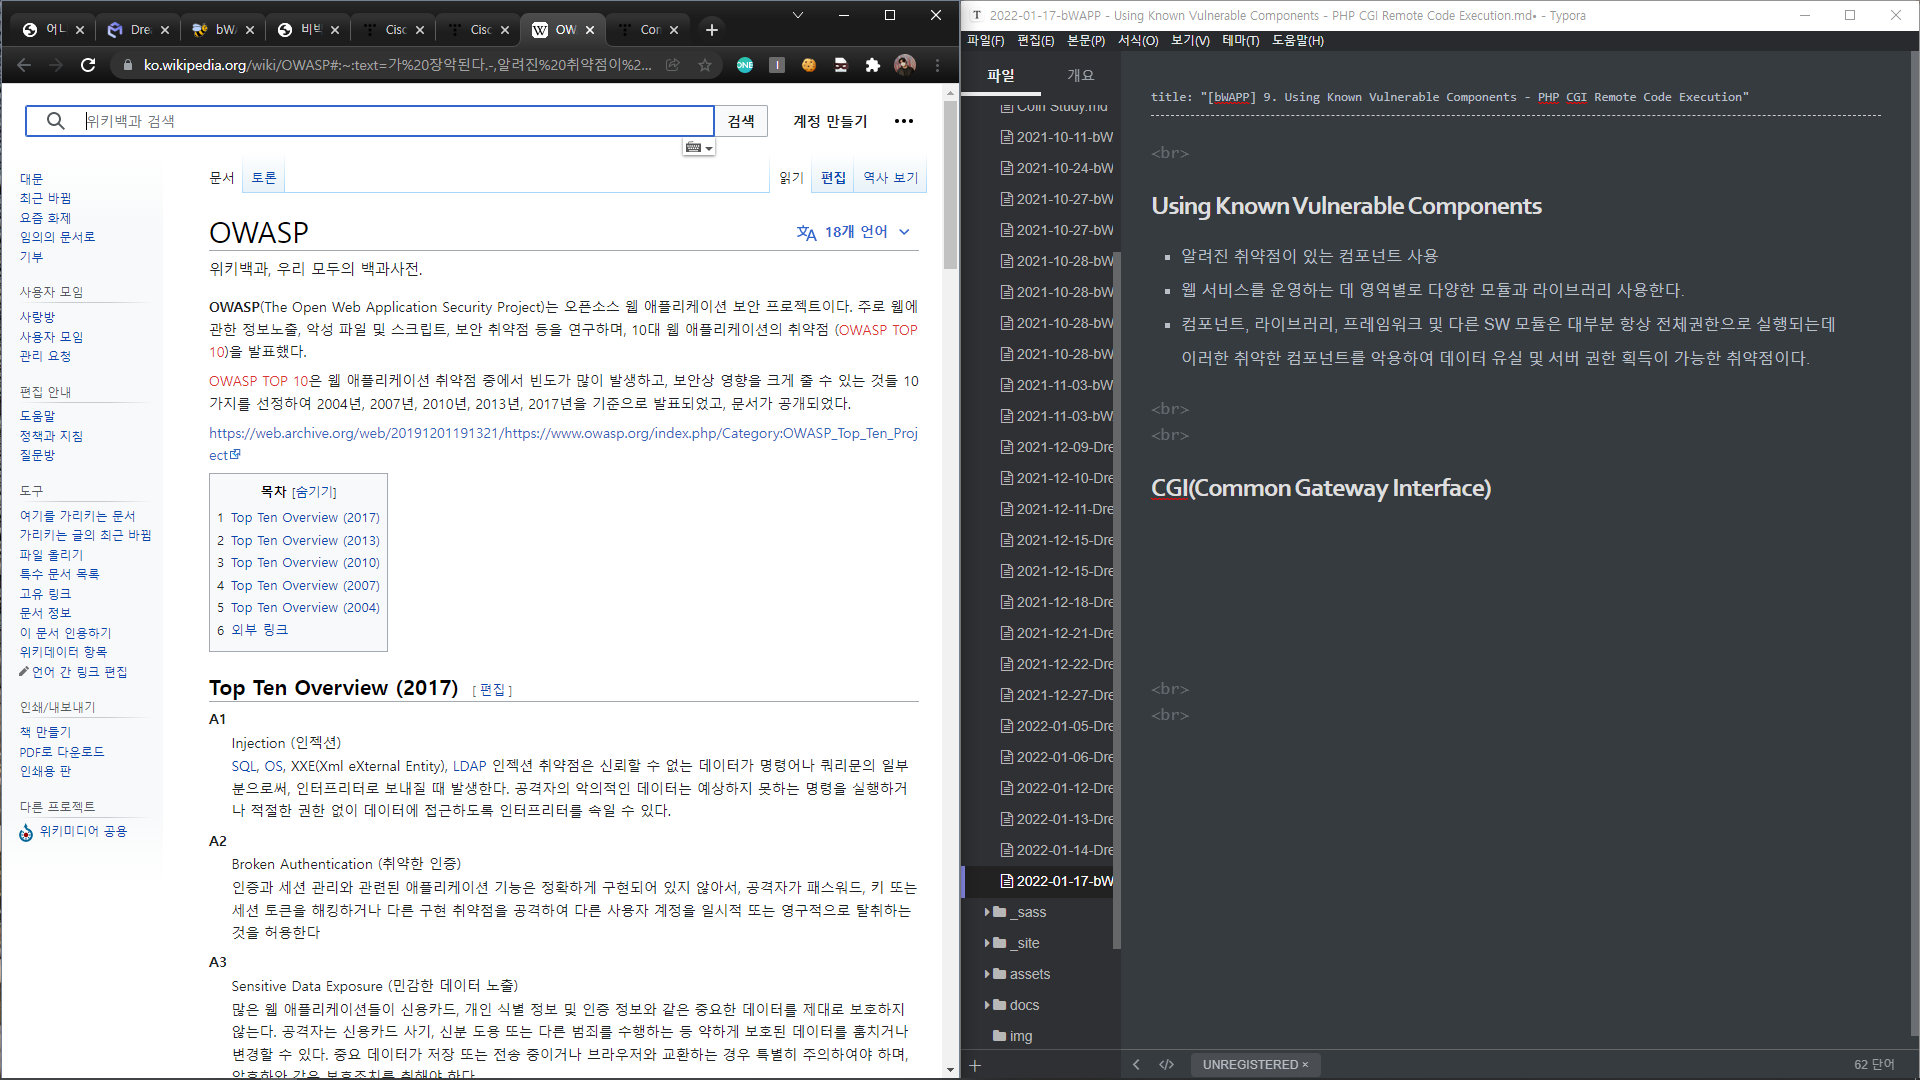 어니
Dre
bWA
비박
Cisc
Cisc
OW
Con
ko.wikipedia.org/wiki/OWASP#:~:text=가%20장악된다.-,알려진%20취약점이%2...
위키백과 검색
검색
계정 만들기
대문
최근 바뀜
요즘 화제
임의의 문서로
기부
사용자 모임
사랑방
사용자 모임
관리 요청
편집 안내
도움말
정책과 지침
질문방
도구
여기를 가리키는 문서
가리키는 글의 최근 바뀜
파일 올리기
특수 문서 목록
고유 링크
문서 정보
이 문서 인용하기
위키데이터 항목
언어 간 링크 편집
인쇄/내보내기
책 만들기
PDF로 다운로드
인쇄용 판
다른 프로젝트
위키미디어 공용
문서 토론
읽기 편집 역사 보기
OWASP
18개 언어
위키백과, 우리 모두의 백과사전.
OWASP(The Open Web Application Security Project)는 오픈소스 웹 애플리케이션 보안 프로젝트이다. 주로 웹에
관한 정보노출, 악성 파일 및 스크립트, 보안 취약점 등을 연구하며, 10대 웹 애플리케이션의 취약점 (OWASP TOP
10)을 발표했다.
OWASP TOP 10은 웹 애플리케이션 취약점 중에서 빈도가 많이 발생하고, 보안상 영향을 크게 줄 수 있는 것들 10
가지를 선정하여 2004년, 2007년, 2010년, 2013년, 2017년을 기준으로 발표되었고, 문서가 공개되었다.
https://web.archive.org/web/20191201191321/https://www.owasp.org/index.php/Category:OWASP_Top_Ten_Proj
ect
목차 [숨기기]
1 Top Ten Overview (2017)
2 Top Ten Overview (2013)
3 Top Ten Overview (2010)
4 Top Ten Overview (2007)
5 Top Ten Overview (2004)
6 외부 링크
Top Ten Overview (2017) [ 편집 ]
A1
Injection (인젝션)
SQL, OS, XXE(Xml eXternal Entity), LDAP 인젝션 취약점은 신뢰할 수 없는 데이터가 명령어나 쿼리문의 일부
분으로써, 인터프리터로 보내질 때 발생한다. 공격자의 악의적인 데이터는 예상하지 못하는 명령을 실행하거
나 적절한 권한 없이 데이터에 접근하도록 인터프리터를 속일 수 있다.
A2
Broken Authentication (취약한 인증)
인증과 세션 관리와 관련된 애플리케이션 기능은 정확하게 구현되어 있지 않아서, 공격자가 패스워드, 키 또는
세션 토큰을 해킹하거나 다른 구현 취약점을 공격하여 다른 사용자 계정을 일시적 또는 영구적으로 탈취하는
것을 허용한다
A3
Sensitive Data Exposure (민감한 데이터 노출)
많은 웹 애플리케이션들이 신용카드, 개인 식별 정보 및 인증 정보와 같은 중요한 데이터를 제대로 보호하지
않는다. 공격자는 신용카드 사기, 신분 도용 또는 다른 범죄를 수행하는 등 약하게 보호된 데이터를 훔치거나
변경할 수 있다. 중요 데이터가 저장 또는 전송 중이거나 브라우저와 교환하는 경우 특별히 주의하여야 하며,
암호화와 같은 보호조치를 취해야 한다.
2022-01-17-bWAPP - Using Known Vulnerable Components - PHP CGI Remote Code Execution.md• - Typora
파일(F) 편집(E) 본문(P) 서식(O) 보기(V) 테마(T) 도움말(H)
파일 개요
Coin Study.md
2021-10-11-bW
2021-10-24-bW
2021-10-27-bW
2021-10-27-bW
2021-10-28-bW
2021-10-28-bW
2021-10-28-bW
2021-10-28-bW
2021-11-03-bW
2021-11-03-bW
2021-12-09-Dre
2021-12-10-Dre
2021-12-11-Dre
2021-12-15-Dre
2021-12-15-Dre
2021-12-18-Dre
2021-12-21-Dre
2021-12-22-Dre
2021-12-27-Dre
2022-01-05-Dre
2022-01-06-Dre
2022-01-12-Dre
2022-01-13-Dre
2022-01-14-Dre
2022-01-17-bW
_sass
_site
assets
docs
img
title: "[bWAPP] 9. Using Known Vulnerable Components - PHP CGI Remote Code Execution"
<br>
Using Known Vulnerable Components
알려진 취약점이 있는 컴포넌트 사용
웹 서비스를 운영하는 데 영역별로 다양한 모듈과 라이브러리 사용한다.
컴포넌트, 라이브러리, 프레임워크 및 다른 SW 모듈은 대부분 항상 전체권한으로 실행되는데
이러한 취약한 컴포넌트를 악용하여 데이터 유실 및 서버 권한 획득이 가능한 취약점이다.
<br>
<br>
CGI(Common Gateway Interface)
<br>
<br>
UNREGISTERED ×
62 단어